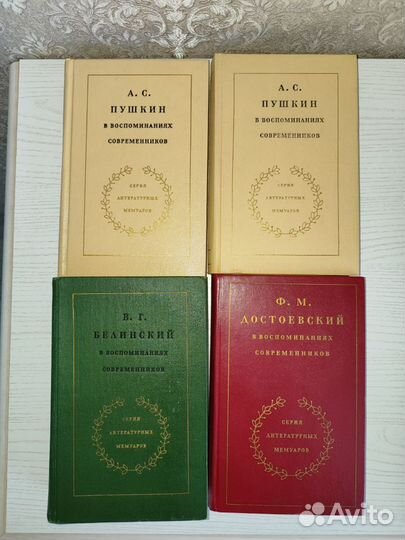 А. С.
ПУШКИН
В ВОСПОМИНАНИЯХ
СОВРЕМЕННИКОВ
СЕРИЯ
ЛИТЕРАТУРНЫХ
МЕМУАРОВ
А. С.
ПУШКИН
В ВОСПОМИНАНИЯХ
СОВРЕМЕННИКОВ
СЕРИЯ
ЛИТЕРАТУРНЫХ
МЕМУАРОВ
В. Г.
БЕЛИНСКИЙ
В ВОСПОМИНАНИЯХ
СОВРЕМЕННИКОВ
СЕРИЯ
ЛИТЕРАТУРНЫХ
МЕМУАРОВ
Ф. М.
ДОСТОЕВСКИЙ
В ВОСПОМИНАНИЯХ
СОВРЕМЕННИКОВ
СЕРИЯ
ЛИТЕРАТУРНЫХ
МЕМУАРОВ
Avito